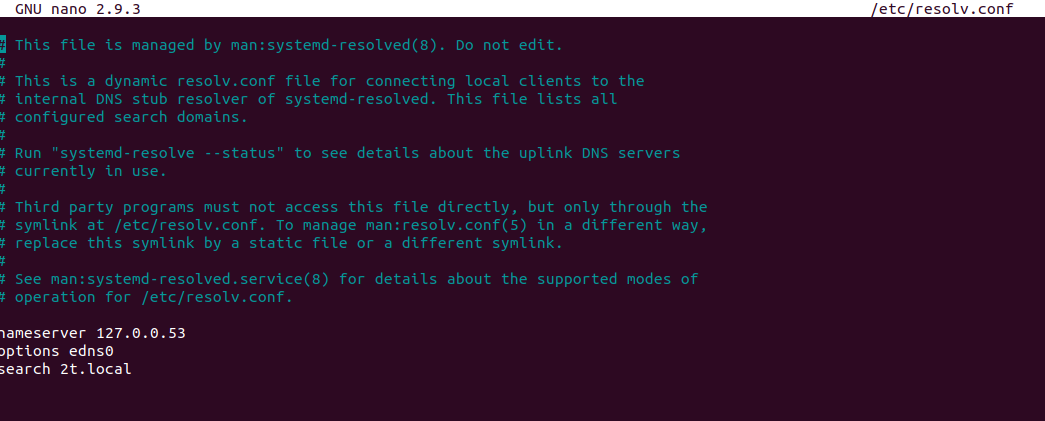 GNU nano 2.9.3 /etc/resolv.conf
# This file is managed by man:systemd-resolved(8). Do not edit.
#
# This is a dynamic resolv.conf file for connecting local clients to the
# internal DNS stub resolver of systemd-resolved. This file lists all
# configured search domains.
#
# Run "systemd-resolve --status" to see details about the uplink DNS servers
# currently in use.
#
# Third party programs must not access this file directly, but only through the
# symlink at /etc/resolv.conf. To manage man:resolv.conf(5) in a different way,
# replace this symlink by a static file or a different symlink.
#
# See man:systemd-resolved.service(8) for details about the supported modes of
# operation for /etc/resolv.conf.
nameserver 127.0.0.53
options edns0
search 2t.local